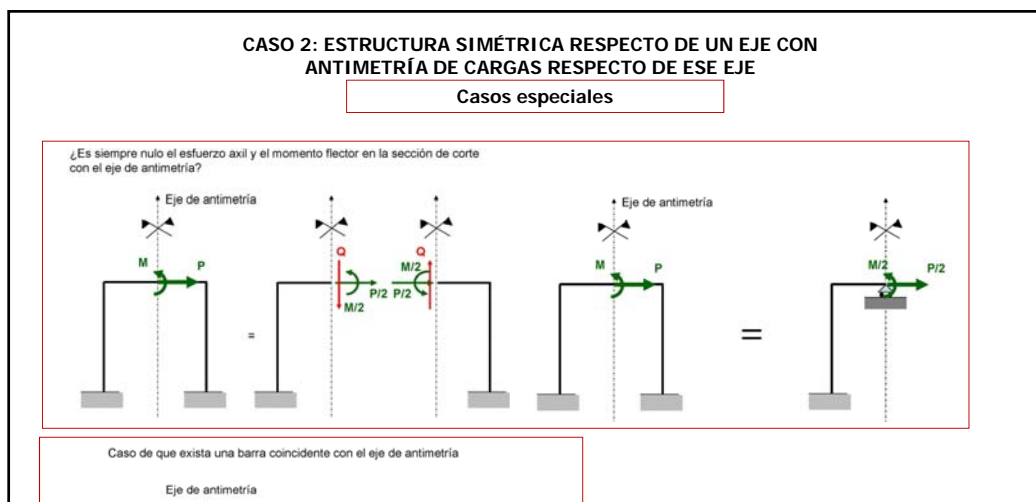 CASO 2: ESTRUCTURA SIMÉTRICA RESPECTO DE UN EJE CON
ANTIMETRÍA DE CARGAS RESPECTO DE ESE EJE
Casos especiales
¿Es siempre nulo el esfuerzo axil y el momento flector en la sección de corte
con el eje de antimetría?
Eje de antimetría
M
P
=
Q
P/2
M/2
Q
M/2
P/2
Eje de antimetría
M
P
=
M/2
P/2
Caso de que exista una barra coincidente con el eje de antimetría
Eje de antimetría